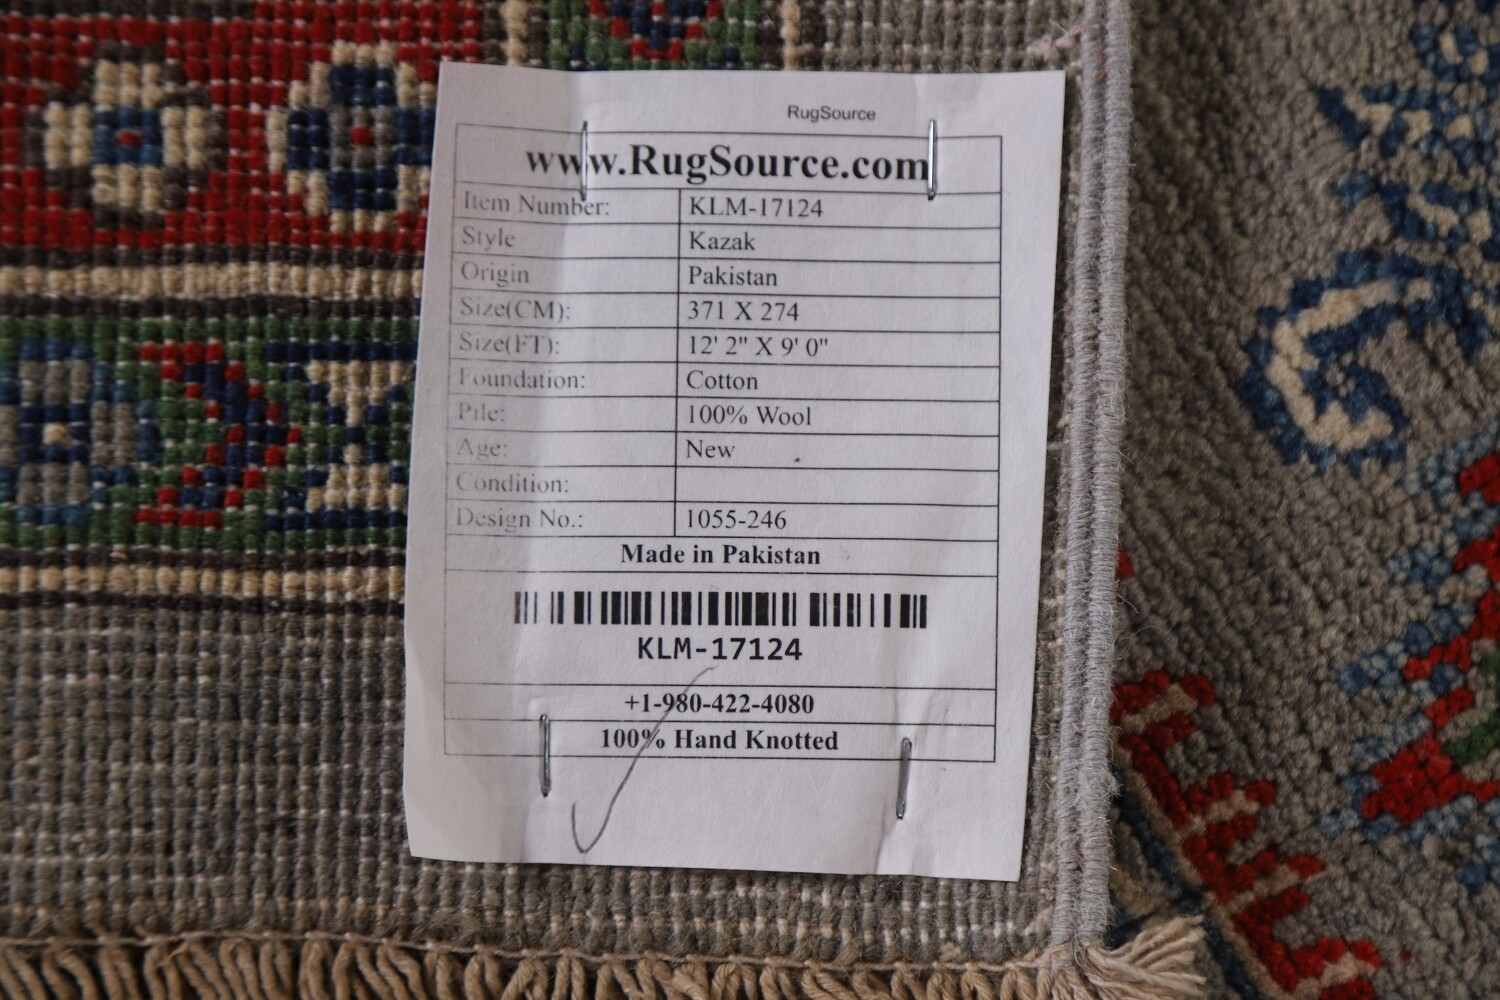 RugSource
www.RugSource.com
Item Number: KLM-17124
Style Kazak
Origin Pakistan
Size(CM): 371 X 274
Size(FT): 12' 2" X 9' 0"
Foundation: Cotton
Pile: 100% Wool
Age: New
Condition:
Design No.: 1055-246
Made in Pakistan
KLM-17124
+1-980-422-4080
100% Hand Knotted